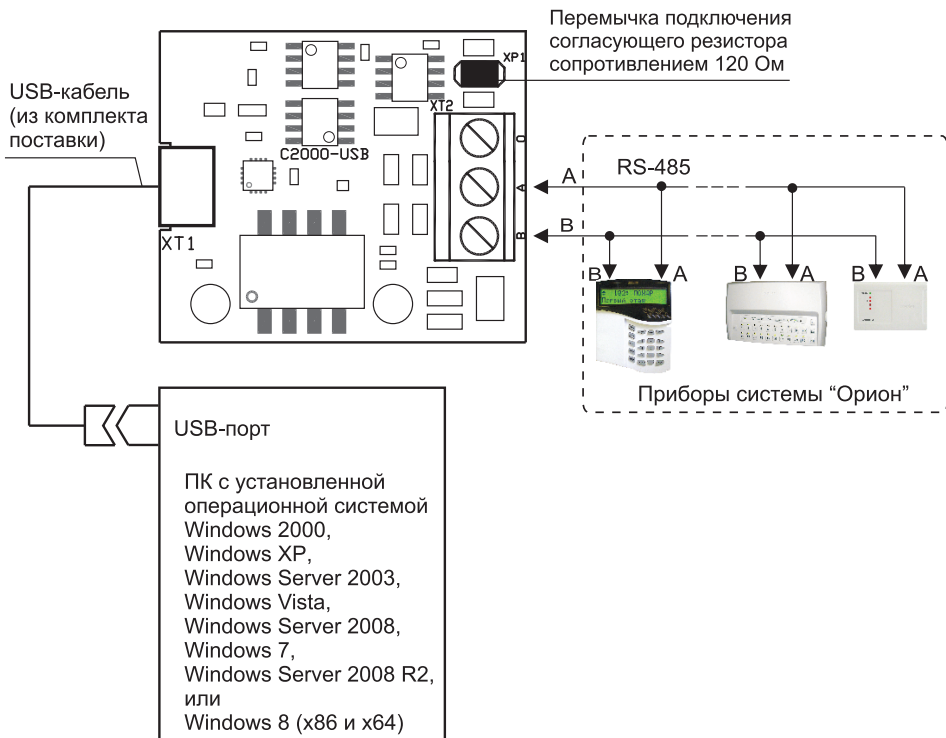 Перемычка подключения
согласующего резистора
сопротивлением 120 Ом
USB-кабель
(из комплекта
поставки)
XP1
XT2
C2000-USB
XT1
0
A
B
A
B
RS-485
B
A
B
A
B
A
Приборы системы “Орион”
USB-порт
ПК с установленной
операционной системой
Windows 2000,
Windows XP,
Windows Server 2003,
Windows Vista,
Windows Server 2008,
Windows 7,
Windows Server 2008 R2,
или
Windows 8 (x86 и x64)